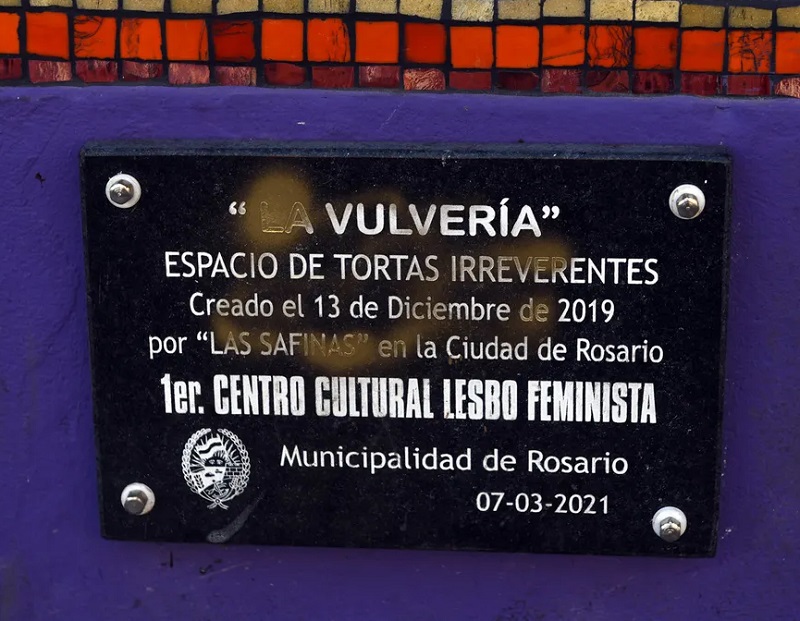 “LA VULVERÍA”
ESPACIO DE TORTAS IRREVERENTES
Creado el 13 de Diciembre de 2019
por “LAS SAFINAS” en la Ciudad de Rosario
1er. CENTRO CULTURAL LESBO FEMINISTA
Municipalidad de Rosario
07-03-2021